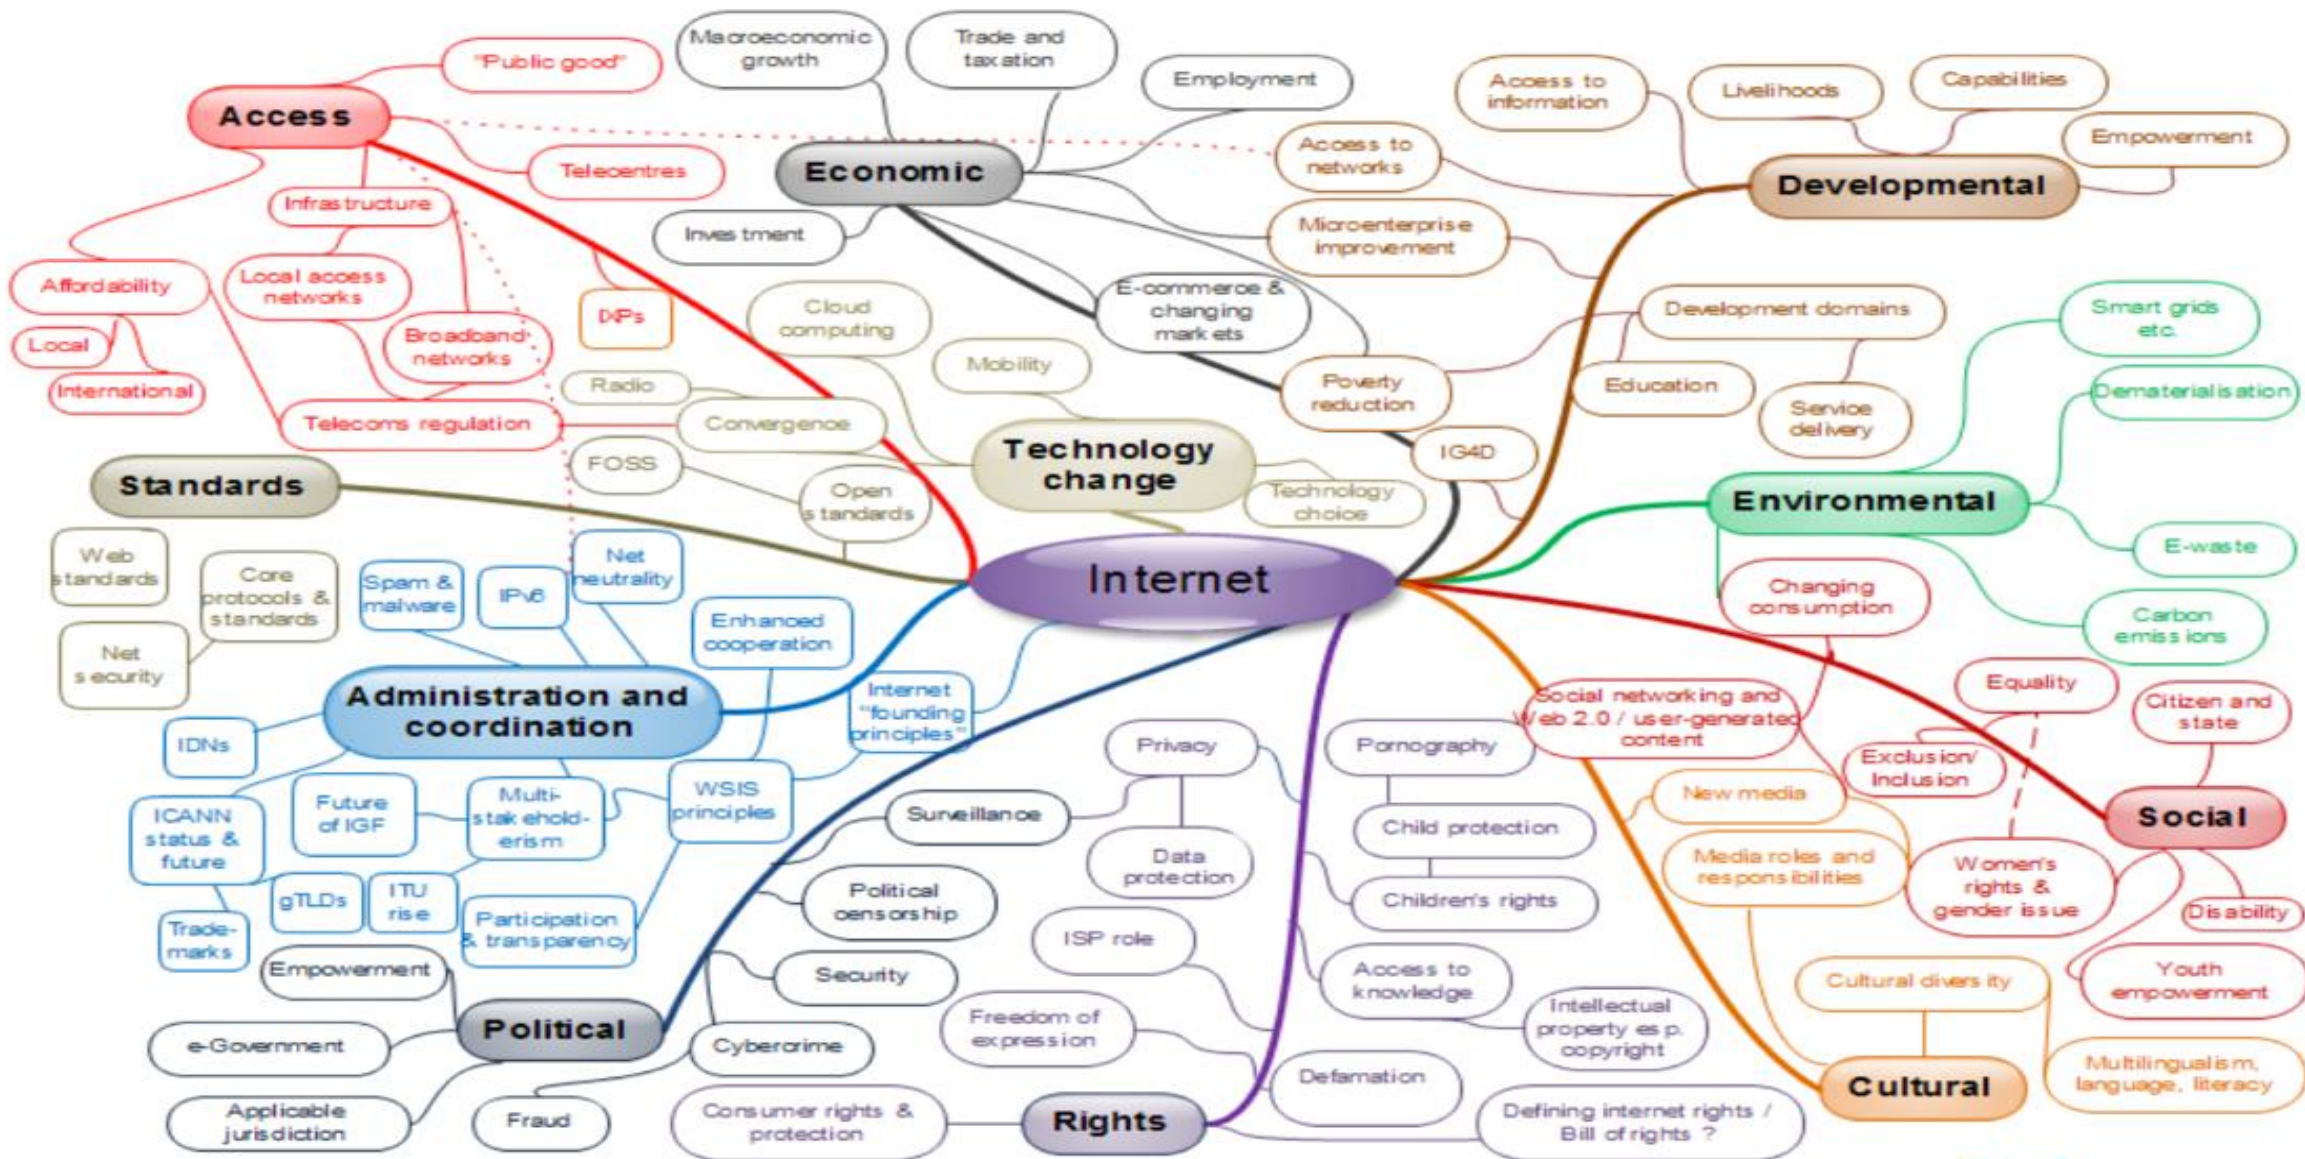 Macroeconomic
growth
Trade and
taxation
"Public good"
Employment
Access to
information
Livelihoods
Capabilities
Access
Empowerment
Telecentres
Economic
Access to
networks
Developmental
Infrastructure
Investment
Microenterprise
improvement
Affordability
Local access
networks
IXPs
Cloud
computing
E-commerce &
changing
markets
Development domains
Smart grids
etc.
Local
Broadband
networks
International
Radio
Mobility
Poverty
reduction
Education
Dematerialisation
Telecoms regulation
Convergence
Service
delivery
Technology
change
IG4D
FOSS
Standards
Open
standards
Technology
choice
Environmental
Web
standards
Core
protocols &
standards
Spam &
malware
IPv6
Net
neutrality
Internet
E-waste
Changing
consumption
Net
security
Enhanced
cooperation
Carbon
emissions
Administration and
coordination
Internet
"founding
principles"
Social networking and
Web 2.0 / user-generated
content
Equality
Citizen and
state
IDNs
Privacy
Pornography
Exclusion/
Inclusion
ICANN
status &
future
Future
of IGF
Multi-
stakehold-
erism
WSIS
principles
Surveillance
New media
Social
Child protection
Data
protection
Media roles and
responsibilities
Women's
rights &
gender issue
gTLDs
ITU
rise
Political
censorship
Children's rights
Disability
Trade-
marks
Participation
& transparency
ISP role
Empowerment
Security
Access to
knowledge
Cultural diversity
Youth
empowerment
Political
Freedom of
expression
Intellectual
property esp.
copyright
e-Government
Cybercrime
Defamation
Cultural
Multilingualism,
language, literacy
Applicable
jurisdiction
Fraud
Consumer rights &
protection
Rights
Defining internet rights /
Bill of rights ?